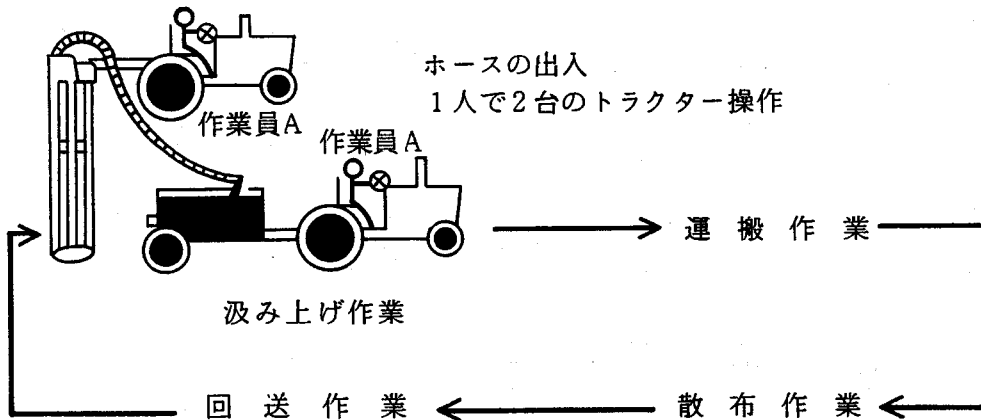 ホースの出入
1人で2台のトラクター操作
作業員A
作業員A
運搬作業
汲み上げ作業
回送作業
散布作業